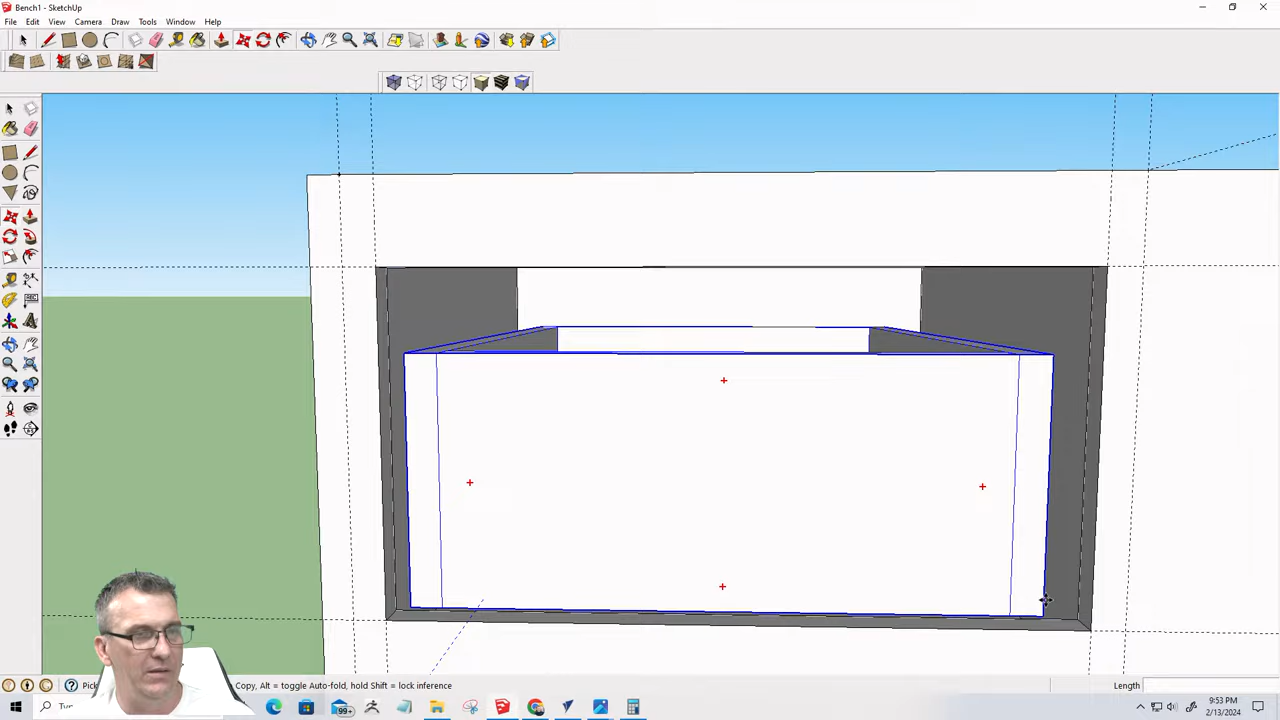 Bench1 - SketchUp
File Edit View Camera Draw Tools Window Help
Copy, Alt = toggle Auto-fold, hold Shift = lock inference
Length
99+
9:53 PM
2/13/2024